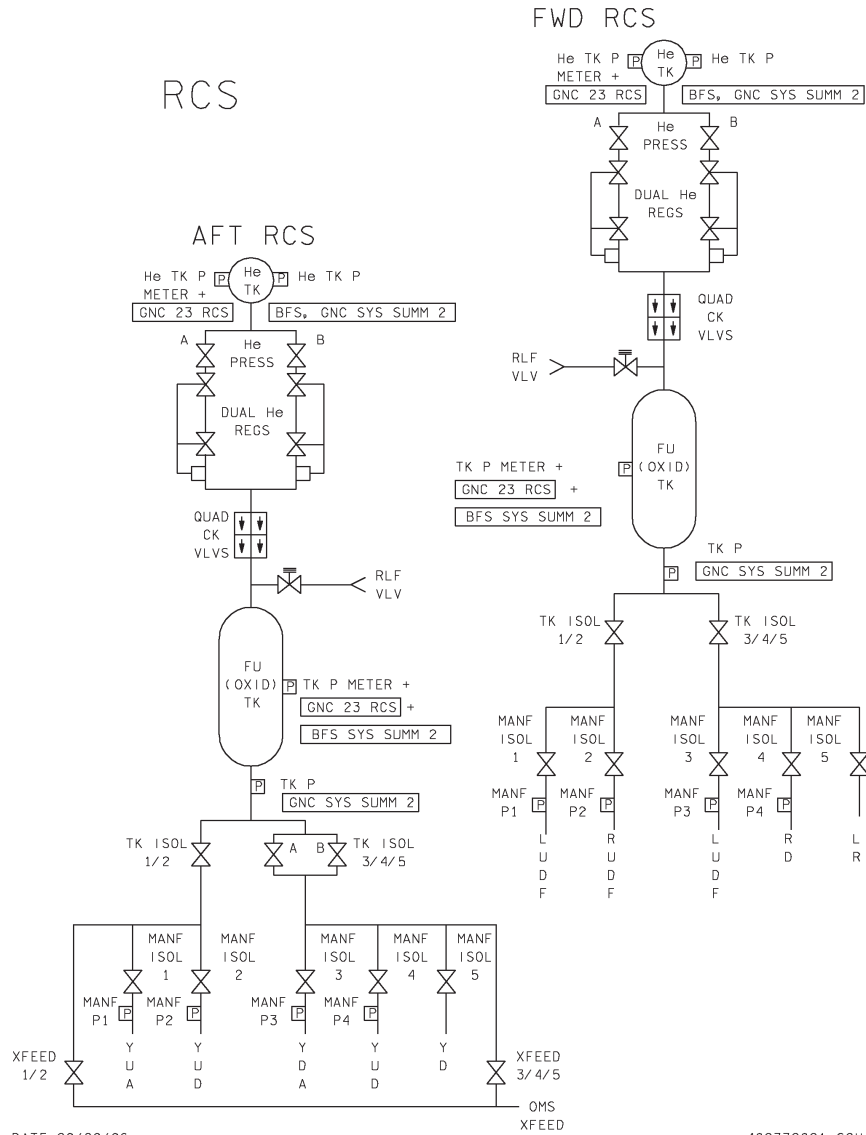 RCS
FWD RCS
He TK P
METER +
GNC 23 RCS
P
He
TK
P
He TK P
BFS, GNC SYS SUMM 2
A
He
PRESS
B
DUAL He
REGS
QUAD
CK
VLVS
RLF
VLV
FU
(OXID)
TK
P
TK P METER +
GNC 23 RCS +
BFS SYS SUMM 2
TK P
P
GNC SYS SUMM 2
TK ISOL
1/2
TK ISOL
3/4/5
MANF
ISOL
1
MANF
ISOL
2
MANF
ISOL
3
MANF
ISOL
4
MANF
ISOL
5
MANF
P1
P
MANF
P2
P
MANF
P3
P
MANF
P4
P
L
U
D
F
R
U
D
F
L
U
D
F
R
D
L
R
AFT RCS
He TK P
METER +
GNC 23 RCS
P
He
TK
P
He TK P
BFS, GNC SYS SUMM 2
A
He
PRESS
B
DUAL He
REGS
QUAD
CK
VLVS
RLF
VLV
FU
(OXID)
TK
P
TK P METER +
GNC 23 RCS +
BFS SYS SUMM 2
P
TK P
GNC SYS SUMM 2
TK ISOL
1/2
A
B
TK ISOL
3/4/5
MANF
ISOL
1
MANF
ISOL
2
MANF
ISOL
3
MANF
ISOL
4
MANF
ISOL
5
MANF
P1
P
MANF
P2
P
MANF
P3
P
MANF
P4
P
Y
U
A
Y
U
D
Y
D
A
Y
U
D
Y
D
XFEED
1/2
XFEED
3/4/5
OMS
XFEED